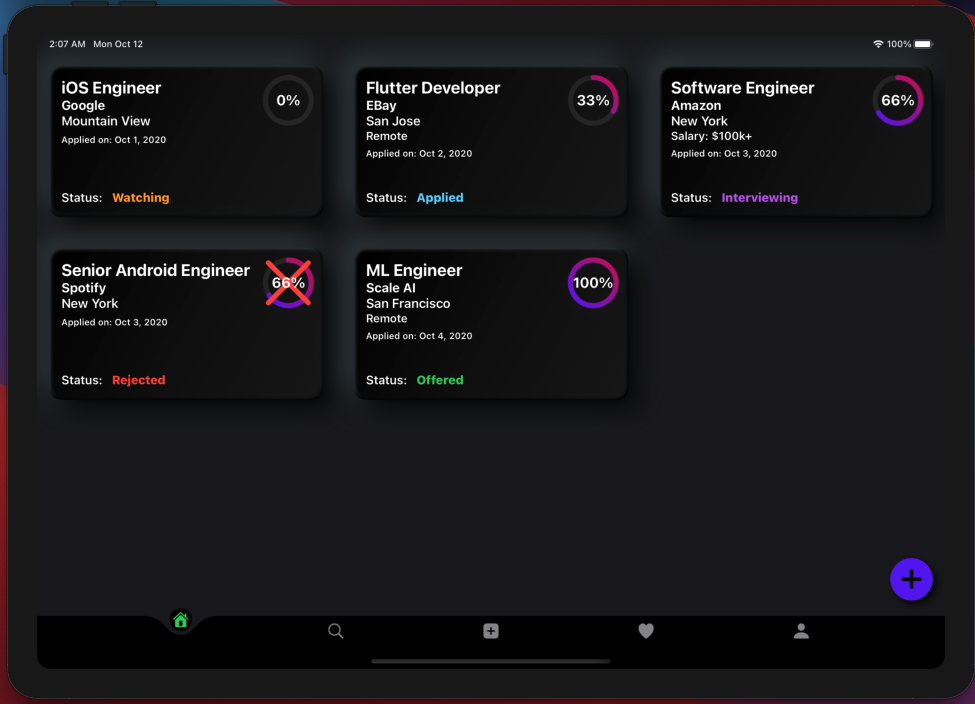 2:07 AM Mon Oct 12
100%
iOS Engineer
Google
Mountain View
Applied on: Oct 1, 2020
0%
Status: Watching
Flutter Developer
EBay
San Jose
Remote
Applied on: Oct 2, 2020
33%
Status: Applied
Software Engineer
Amazon
New York
Salary: $100k+
Applied on: Oct 3, 2020
66%
Status: Interviewing
Senior Android Engineer
Spotify
New York
Applied on: Oct 3, 2020
66%
Status: Rejected
ML Engineer
Scale AI
San Francisco
Remote
Applied on: Oct 4, 2020
100%
Status: Offered